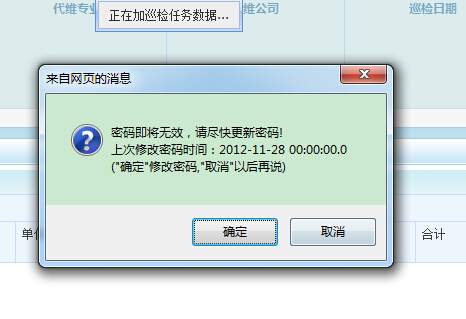 代维专业
维公司
巡检日期
正在加巡检任务数据...
来自网页的消息
密码即将无效，请尽快更新密码!
上次修改密码时间：2012-11-28 00:00:00.0
("确定"修改密码,"取消"以后再说)
确定
取消
单位
合计